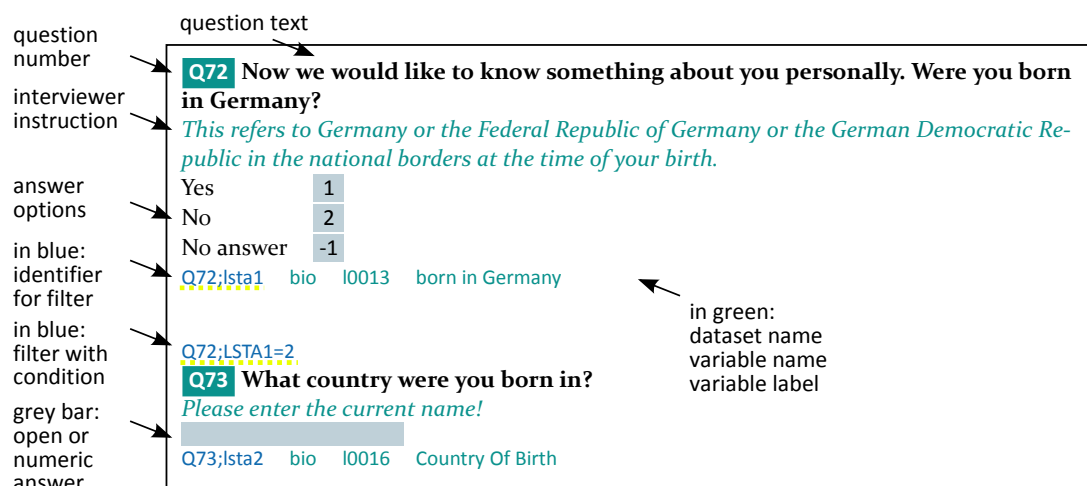 question text
question
number
Q72 Now we would like to know something about you personally. Were you born
in Germany?
interviewer
instruction
This refers to Germany or the Federal Republic of Germany or the German Democratic Re-
public in the national borders at the time of your birth.
answer
options
Yes 1
No 2
No answer -1
in blue:
identifier
for filter
Q72;lsta1 bio l0013 born in Germany
in green:
dataset name
variable name
variable label
in blue:
filter with
condition
Q72;LSTA1=2
Q73 What country were you born in?
Please enter the current name!
grey bar:
open or
numeric
answer
Q73;lsta2 bio l0016 Country Of Birth